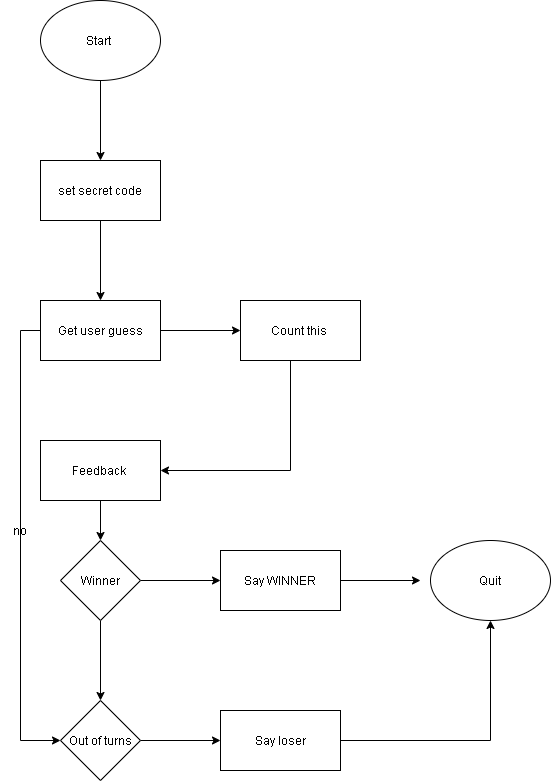 Start
set secret code
Get user guess
Count this
Feedback
no
Winner
Say WINNER
Quit
Out of turns
Say loser